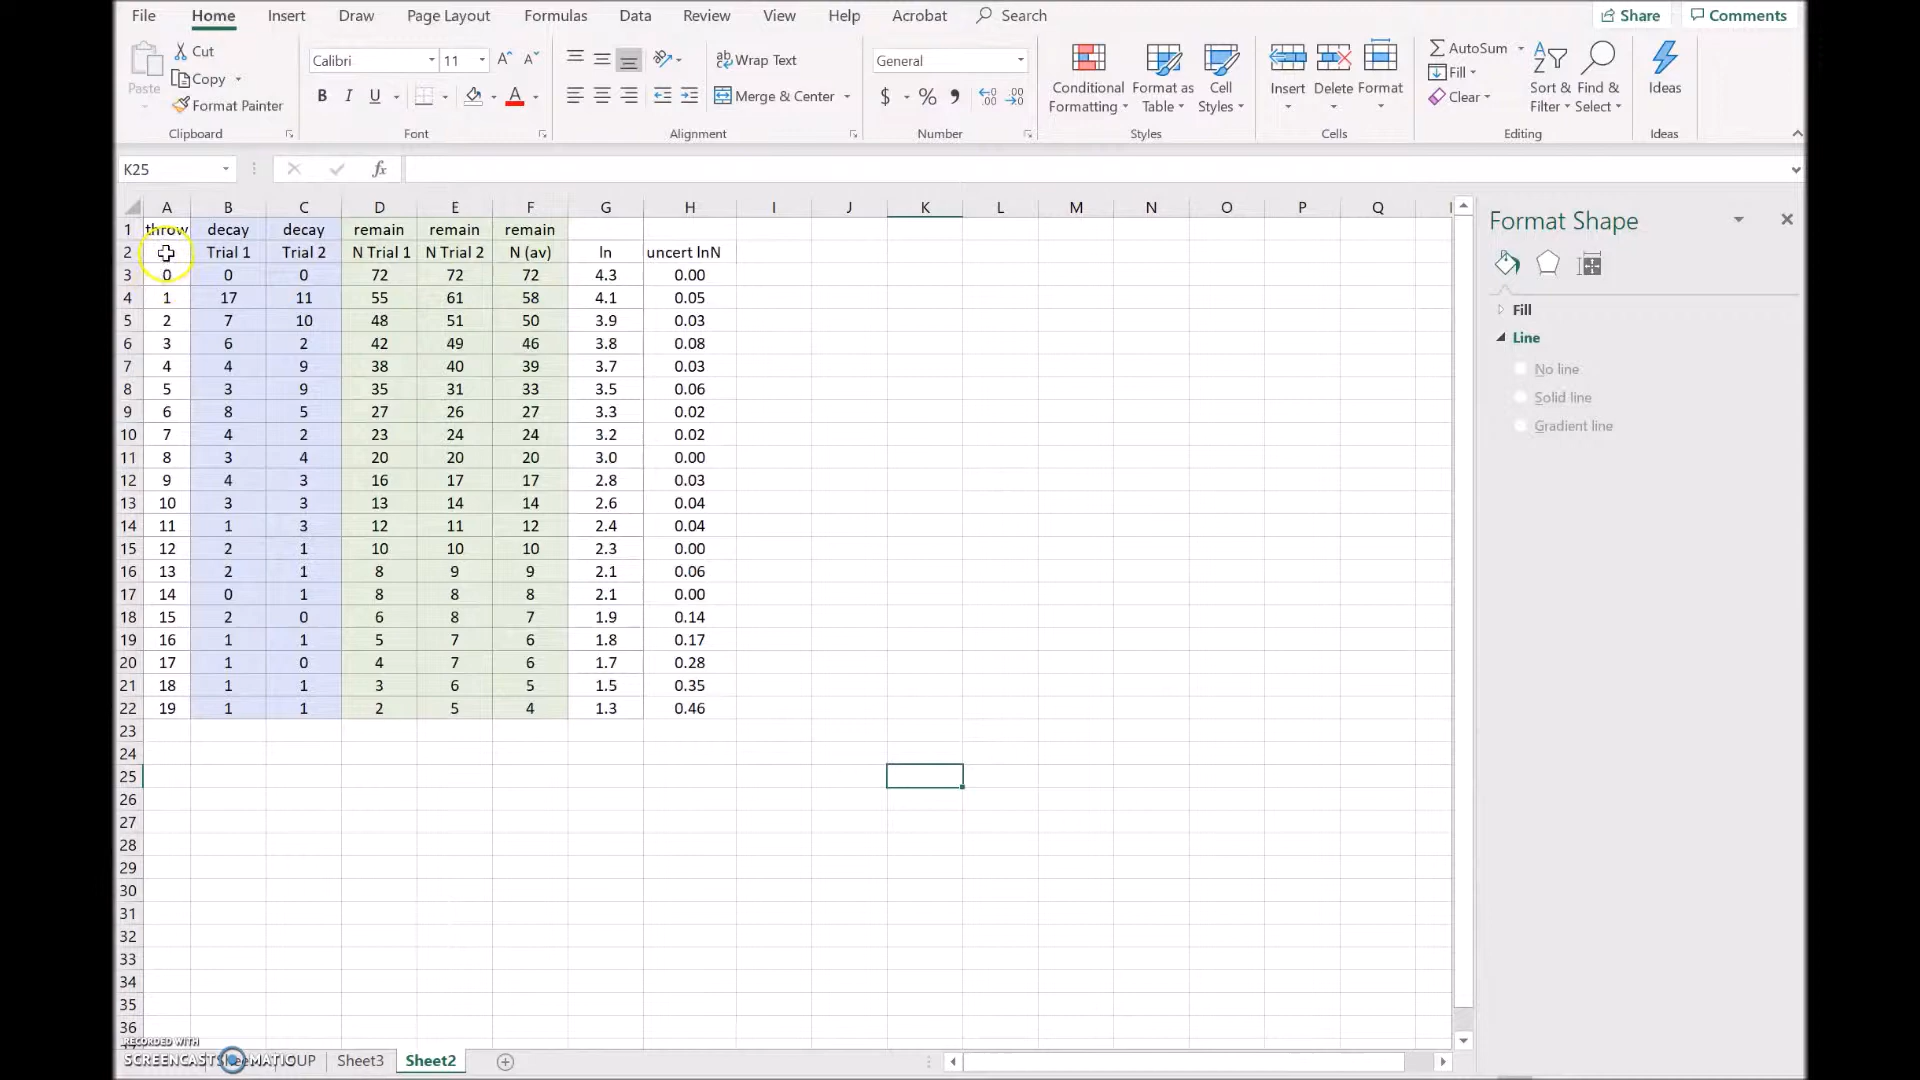 File Home Insert Draw Page Layout Formulas Data Review View Help Acrobat Search Share Comments
Paste Cut Copy Format Painter Clipboard
Calibri 11 B I U Font
Wrap Text Merge & Center Alignment
General $ % Number
Conditional Formatting Format as Table Cell Styles Styles
Insert Delete Format Cells
AutoSum Fill Clear Sort & Filter Find & Select Editing
Ideas Ideas
K25 fx
A B C D E F G H I J K L M N O P Q
1 throw decay decay remain remain remain
2 Trial 1 Trial 2 N Trial 1 N Trial 2 N (av) ln uncert lnN
3 0 0 0 72 72 72 4.3 0.00
4 1 17 11 55 61 58 4.1 0.05
5 2 7 10 48 51 50 3.9 0.03
6 3 6 2 42 49 46 3.8 0.08
7 4 4 9 38 40 39 3.7 0.03
8 5 3 9 35 31 33 3.5 0.06
9 6 8 5 27 26 27 3.3 0.02
10 7 4 2 23 24 24 3.2 0.02
11 8 3 4 20 20 20 3.0 0.00
12 9 4 3 16 17 17 2.8 0.03
13 10 3 3 13 14 14 2.6 0.04
14 11 1 3 12 11 12 2.4 0.04
15 12 2 1 10 10 10 2.3 0.00
16 13 2 1 8 9 9 2.1 0.06
17 14 0 1 8 8 8 2.1 0.00
18 15 2 0 6 8 7 1.9 0.14
19 16 1 1 5 7 6 1.8 0.17
20 17 1 0 4 7 6 1.7 0.28
21 18 1 1 3 6 5 1.5 0.35
22 19 1 1 2 5 4 1.3 0.46
23
24
25
26
27
28
29
30
31
32
33
34
35
36
Format Shape
Fill
Line
No line
Solid line
Gradient line
RECORDED WITH
SCREENCAST MATIC OUP Sheet3 Sheet2